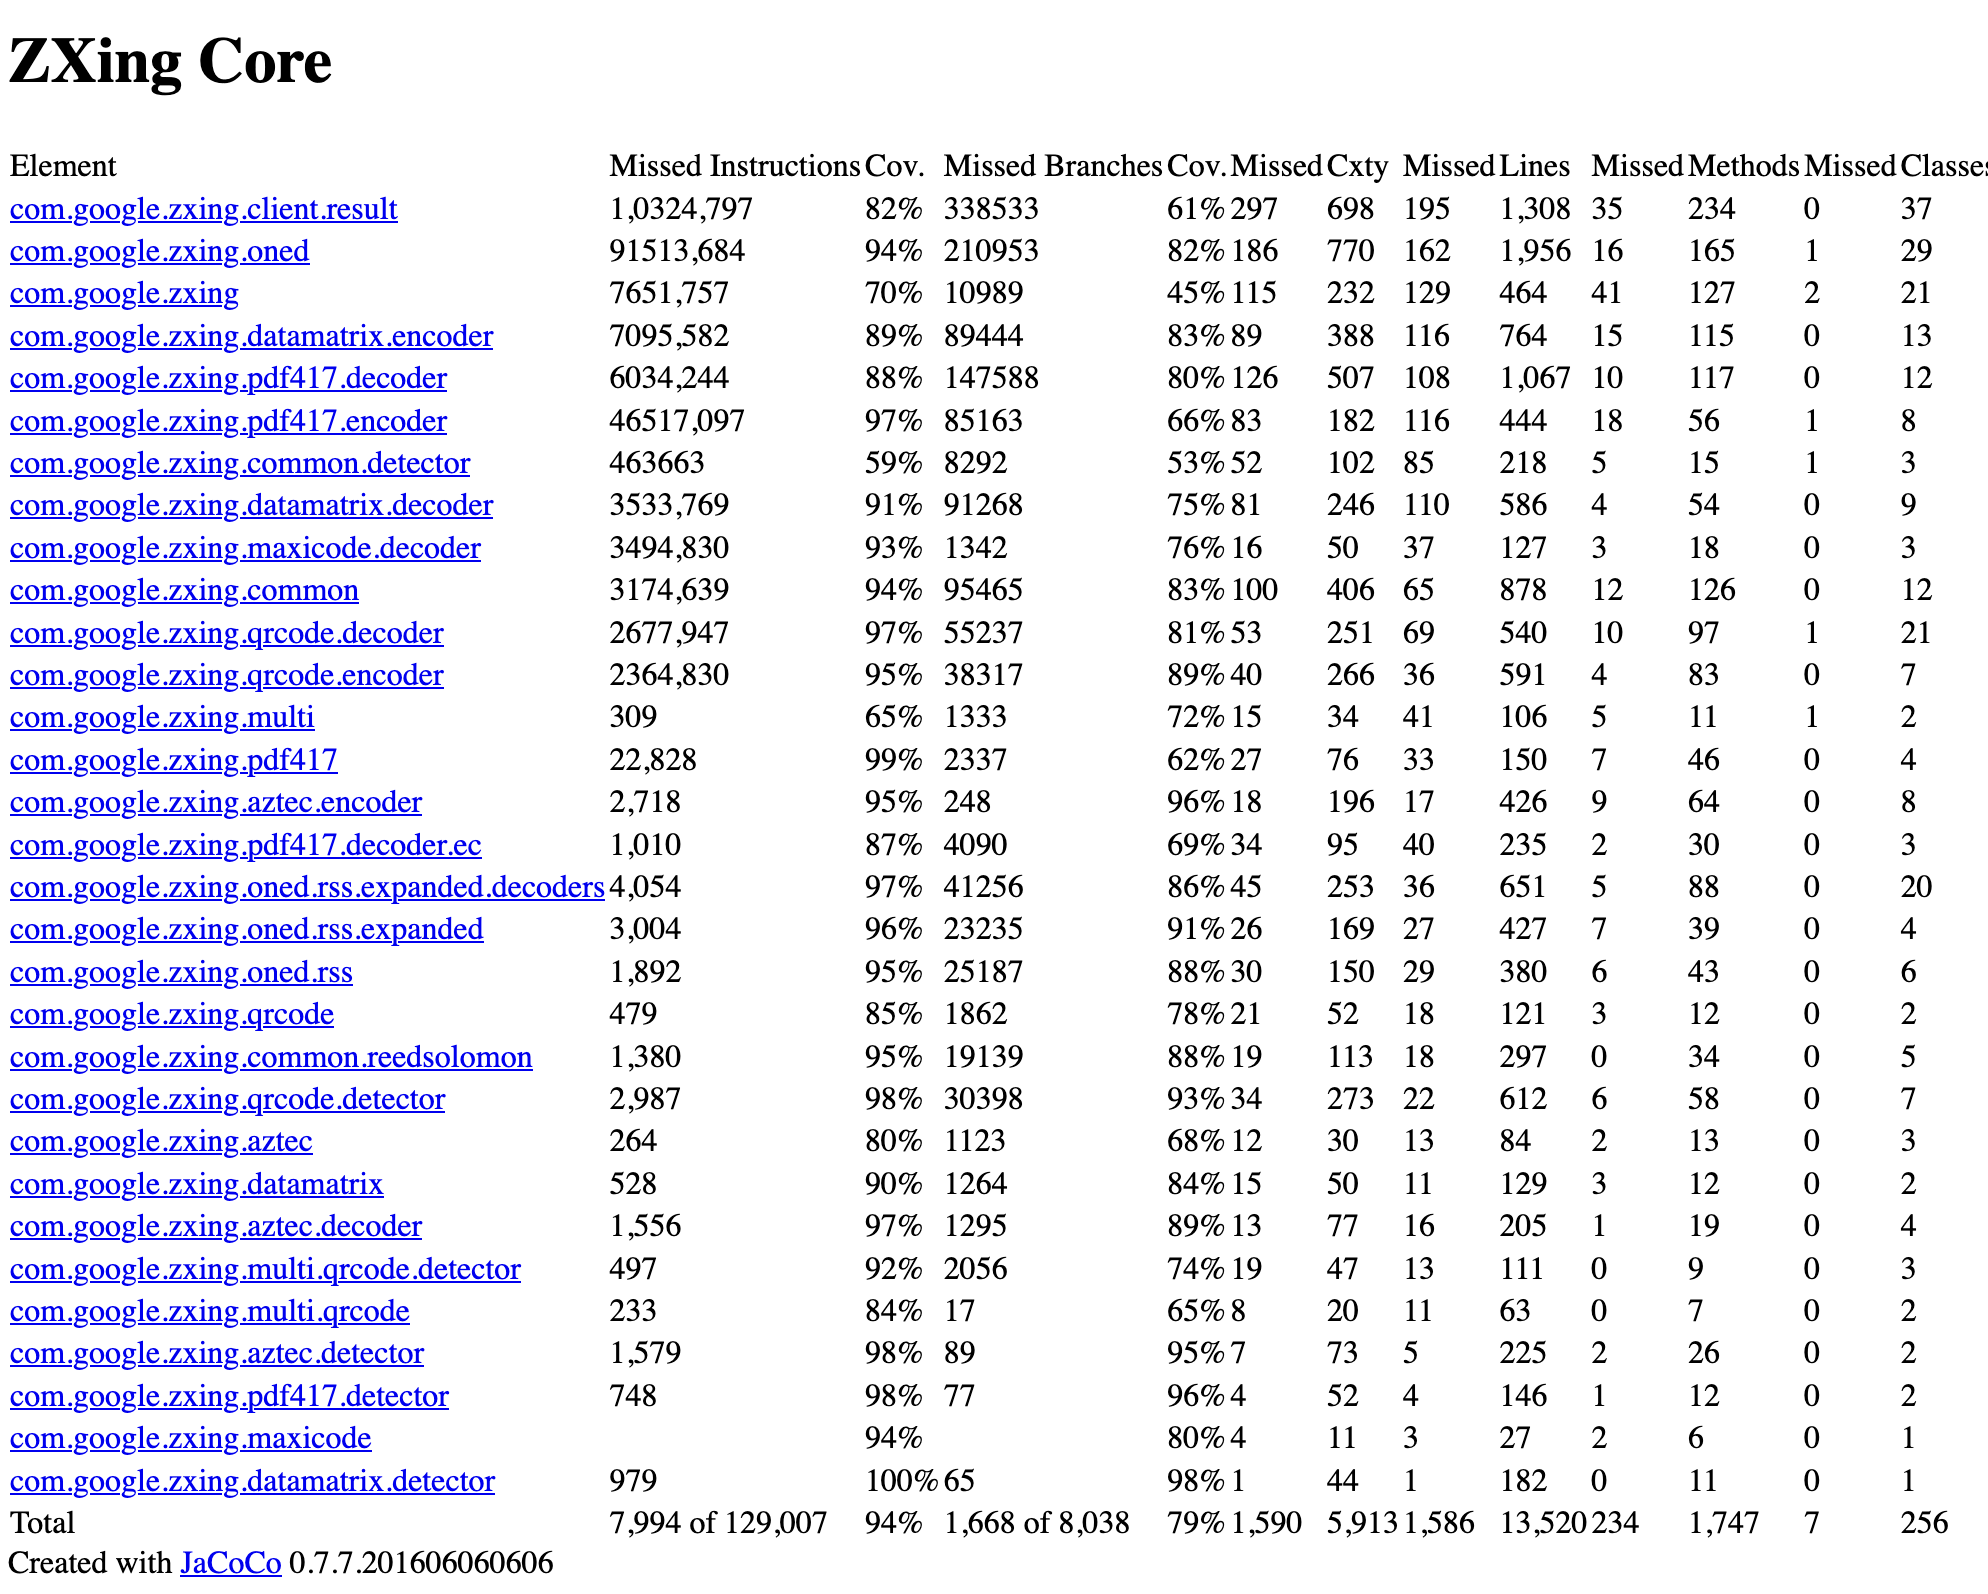 ZXing Core
Element Missed Instructions Cov. Missed Branches Cov. Missed Cxty Missed Lines Missed Methods Missed Classes
com.google.zxing.client.result 1,0324,797 82% 338533 61% 297 698 195 1,308 35 234 0 37
com.google.zxing.oned 91513,684 94% 210953 82% 186 770 162 1,956 16 165 1 29
com.google.zxing 7651,757 70% 10989 45% 115 232 129 464 41 127 2 21
com.google.zxing.datamatrix.encoder 7095,582 89% 89444 83% 89 388 116 764 15 115 0 13
com.google.zxing.pdf417.decoder 6034,244 88% 147588 80% 126 507 108 1,067 10 117 0 12
com.google.zxing.pdf417.encoder 46517,097 97% 85163 66% 83 182 116 444 18 56 1 8
com.google.zxing.common.detector 463663 59% 8292 53% 52 102 85 218 5 15 1 3
com.google.zxing.datamatrix.decoder 3533,769 91% 91268 75% 81 246 110 586 4 54 0 9
com.google.zxing.maxicode.decoder 3494,830 93% 1342 76% 16 50 37 127 3 18 0 3
com.google.zxing.common 3174,639 94% 95465 83% 100 406 65 878 12 126 0 12
com.google.zxing.qrcode.decoder 2677,947 97% 55237 81% 53 251 69 540 10 97 1 21
com.google.zxing.qrcode.encoder 2364,830 95% 38317 89% 40 266 36 591 4 83 0 7
com.google.zxing.multi 309 65% 1333 72% 15 34 41 106 5 11 1 2
com.google.zxing.pdf417 22,828 99% 2337 62% 27 76 33 150 7 46 0 4
com.google.zxing.aztec.encoder 2,718 95% 248 96% 18 196 17 426 9 64 0 8
com.google.zxing.pdf417.decoder.ec 1,010 87% 4090 69% 34 95 40 235 2 30 0 3
com.google.zxing.oned.rss.expanded.decoders 4,054 97% 41256 86% 45 253 36 651 5 88 0 20
com.google.zxing.oned.rss.expanded 3,004 96% 23235 91% 26 169 27 427 7 39 0 4
com.google.zxing.oned.rss 1,892 95% 25187 88% 30 150 29 380 6 43 0 6
com.google.zxing.qrcode 479 85% 1862 78% 21 52 18 121 3 12 0 2
com.google.zxing.common.reedsolomon 1,380 95% 19139 88% 19 113 18 297 0 34 0 5
com.google.zxing.qrcode.detector 2,987 98% 30398 93% 34 273 22 612 6 58 0 7
com.google.zxing.aztec 264 80% 1123 68% 12 30 13 84 2 13 0 3
com.google.zxing.datamatrix 528 90% 1264 84% 15 50 11 129 3 12 0 2
com.google.zxing.aztec.decoder 1,556 97% 1295 89% 13 77 16 205 1 19 0 4
com.google.zxing.multi.qrcode.detector 497 92% 2056 74% 19 47 13 111 0 9 0 3
com.google.zxing.multi.qrcode 233 84% 17 65% 8 20 11 63 0 7 0 2
com.google.zxing.aztec.detector 1,579 98% 89 95% 7 73 5 225 2 26 0 2
com.google.zxing.pdf417.detector 748 98% 77 96% 4 52 4 146 1 12 0 2
com.google.zxing.maxicode 94% 80% 4 11 3 27 2 6 0 1
com.google.zxing.datamatrix.detector 979 100% 65 98% 1 44 1 182 0 11 0 1
Total 7,994 of 129,007 94% 1,668 of 8,038 79% 1,590 5,913 1,586 13,520 234 1,747 7 256
Created with JaCoCo 0.7.7.201606060606